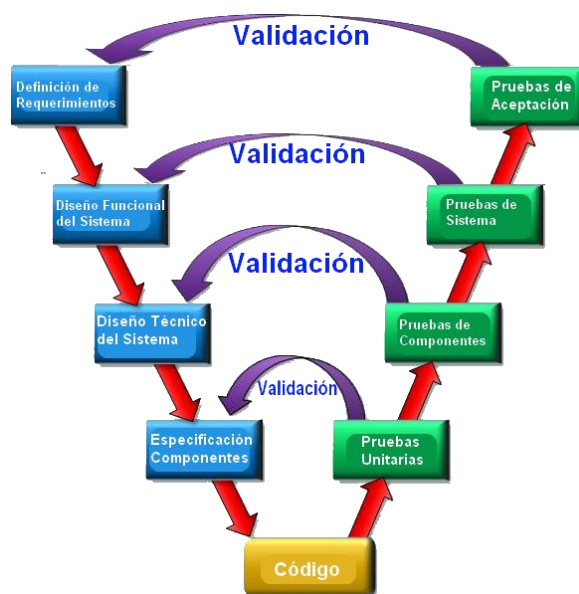 Validación
Definición de
Requerimientos
Pruebas de
Aceptación
Validación
Diseño Funcional
del Sistema
Pruebas de
Sistema
Validación
Diseño Técnico
del Sistema
Pruebas de
Componentes
Validación
Especificación
Componentes
Pruebas
Unitarias
Código